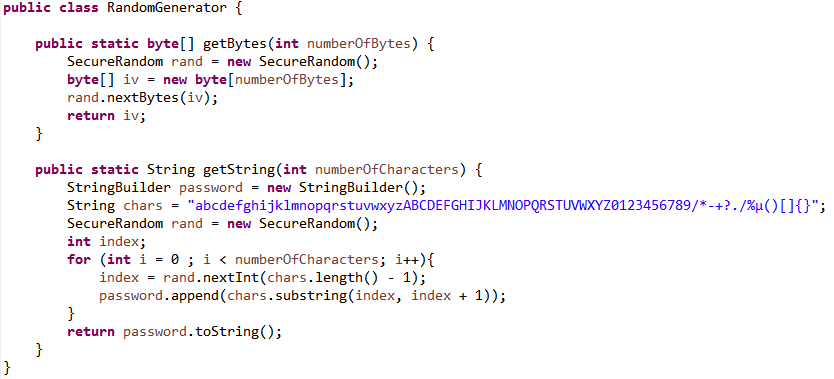 public class RandomGenerator {
public static byte[] getBytes(int numberOfBytes) {
SecureRandom rand = new SecureRandom();
byte[] iv = new byte[numberOfBytes];
rand.nextBytes(iv);
return iv;
}
public static String getString(int numberOfCharacters) {
StringBuilder password = new StringBuilder();
String chars = "abcdefghijklmnopqrstuvwxyzABCDEFGHIJKLMNOPQRSTUVWXYZ0123456789/*-+?./%µ()[]{}";
SecureRandom rand = new SecureRandom();
int index;
for (int i = 0 ; i < numberOfCharacters; i++){
index = rand.nextInt(chars.length() - 1);
password.append(chars.substring(index, index + 1));
}
return password.toString();
}
}